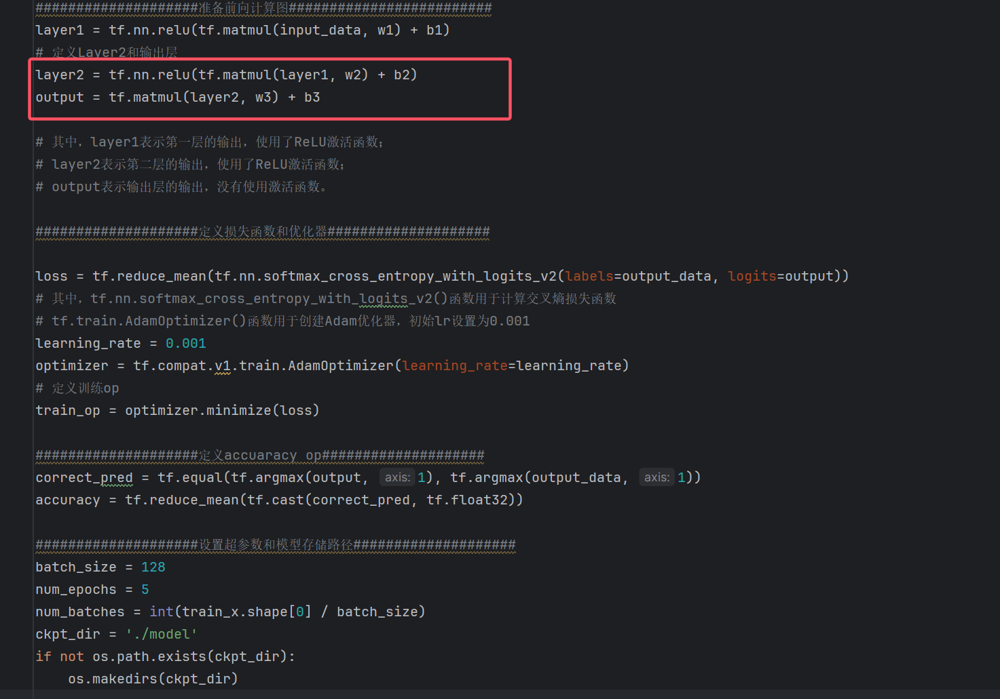 ####################准备前向计算图#########################
layer1 = tf.nn.relu(tf.matmul(input_data, w1) + b1)
# 定义Layer2和输出层
layer2 = tf.nn.relu(tf.matmul(layer1, w2) + b2)
output = tf.matmul(layer2, w3) + b3
# 其中，layer1表示第一层的输出，使用了ReLU激活函数；
# layer2表示第二层的输出，使用了ReLU激活函数；
# output表示输出层的输出，没有使用激活函数。
####################定义损失函数和优化器####################
loss = tf.reduce_mean(tf.nn.softmax_cross_entropy_with_logits_v2(labels=output_data, logits=output))
# 其中，tf.nn.softmax_cross_entropy_with_logits_v2()函数用于计算交叉熵损失函数
# tf.train.AdamOptimizer()函数用于创建Adam优化器，初始lr设置为0.001
learning_rate = 0.001
optimizer = tf.compat.v1.train.AdamOptimizer(learning_rate=learning_rate)
# 定义训练op
train_op = optimizer.minimize(loss)
####################定义accuaracy op####################
correct_pred = tf.equal(tf.argmax(output, axis: 1), tf.argmax(output_data, axis: 1))
accuracy = tf.reduce_mean(tf.cast(correct_pred, tf.float32))
####################设置超参数和模型存储路径####################
batch_size = 128
num_epochs = 5
num_batches = int(train_x.shape[0] / batch_size)
ckpt_dir = './model'
if not os.path.exists(ckpt_dir):
    os.makedirs(ckpt_dir)